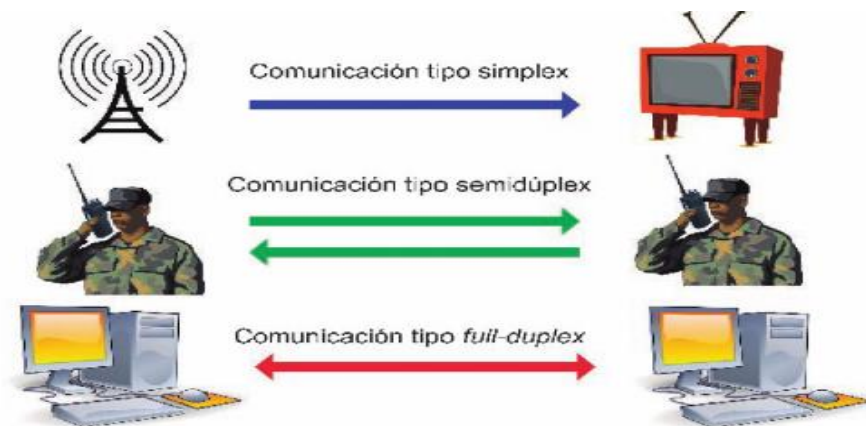 Comunicación tipo simplex
Comunicación tipo semidúplex
Comunicación tipo full-duplex